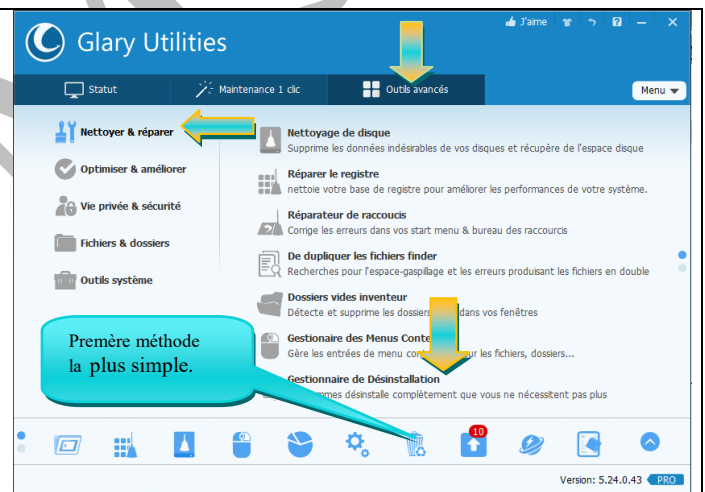 J'aime
Glary Utilities
Statut
Maintenance 1 clic
Outils avancés
Menu
Nettoyer & réparer
Optimiser & améliorer
Vie privée & sécurité
Fichiers & dossiers
Outils système
Nettoyage de disque
Supprime les données indésirables de vos disques et récupère de l'espace disque
Réparer le registre
nettoie votre base de registre pour améliorer les performances de votre système.
Réparateur de raccoucis
Corrige les erreurs dans vos start menu & bureau des raccourcis
De dupliquer les fichiers finder
Recherches pour l'espace-gaspillage et les erreurs produisant les fichiers en double
Dossiers vides inventeur
Détecte et supprime les dossiers dans vos fenêtres
Gestionaire des Menus
Gère les entrées de menu les fichiers, dossiers...
Gestionnaire de Désinstallation
désinstalle complètement que vous ne nécessitent pas plus
Premère méthode
la plus simple.
10
Version: 5.24.0.43 PRO